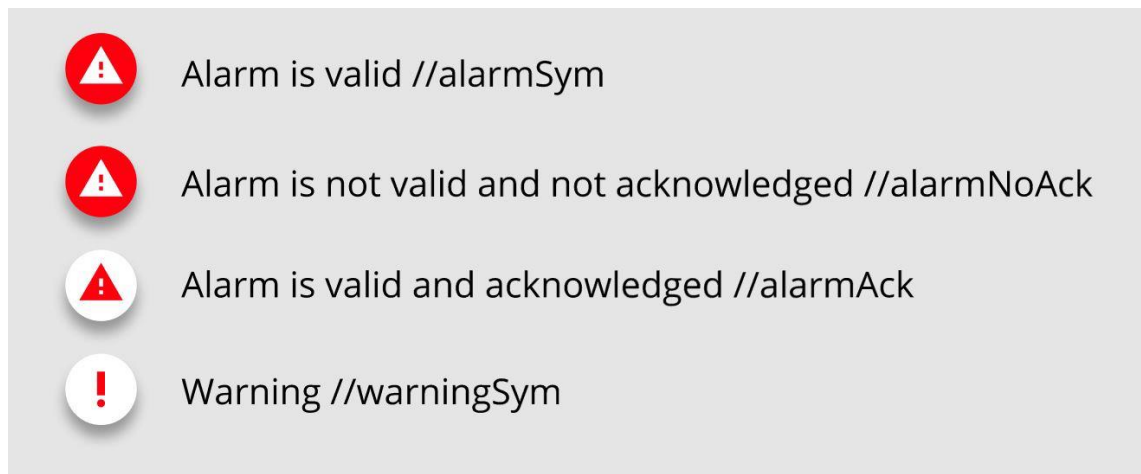 Alarm is valid //alarmSym
Alarm is not valid and not acknowledged //alarmNoAck
Alarm is valid and acknowledged //alarmAck
Warning //warningSym